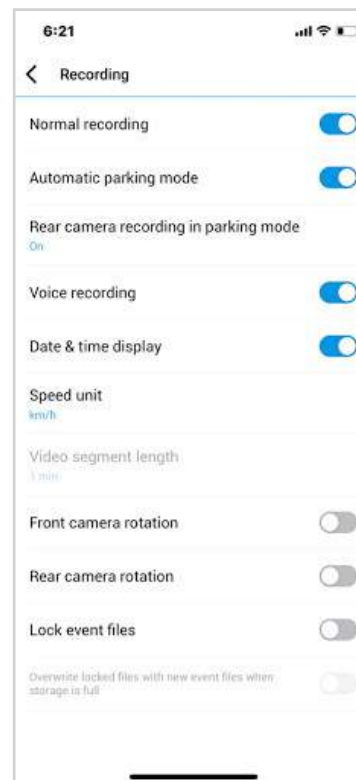 6:21
Recording
Normal recording
Automatic parking mode
Rear camera recording in parking mode
On
Voice recording
Date & time display
Speed unit
km/h
Video segment length
1 min
Front camera rotation
Rear camera rotation
Lock event files
Overwrite locked files with new event files when
storage is full